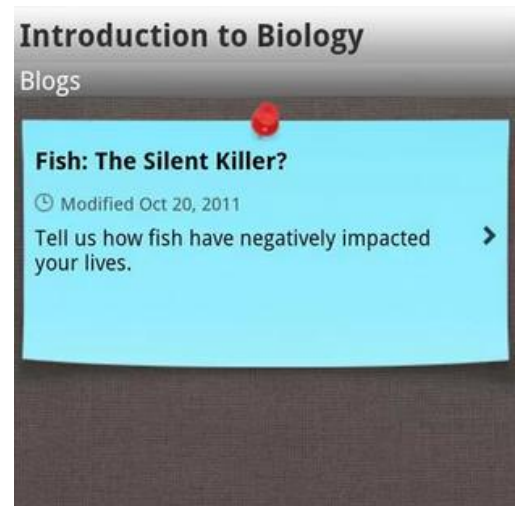 Introduction to Biology
Blogs
Fish: The Silent Killer?
Modified Oct 20, 2011
Tell us how fish have negatively impacted
your lives.